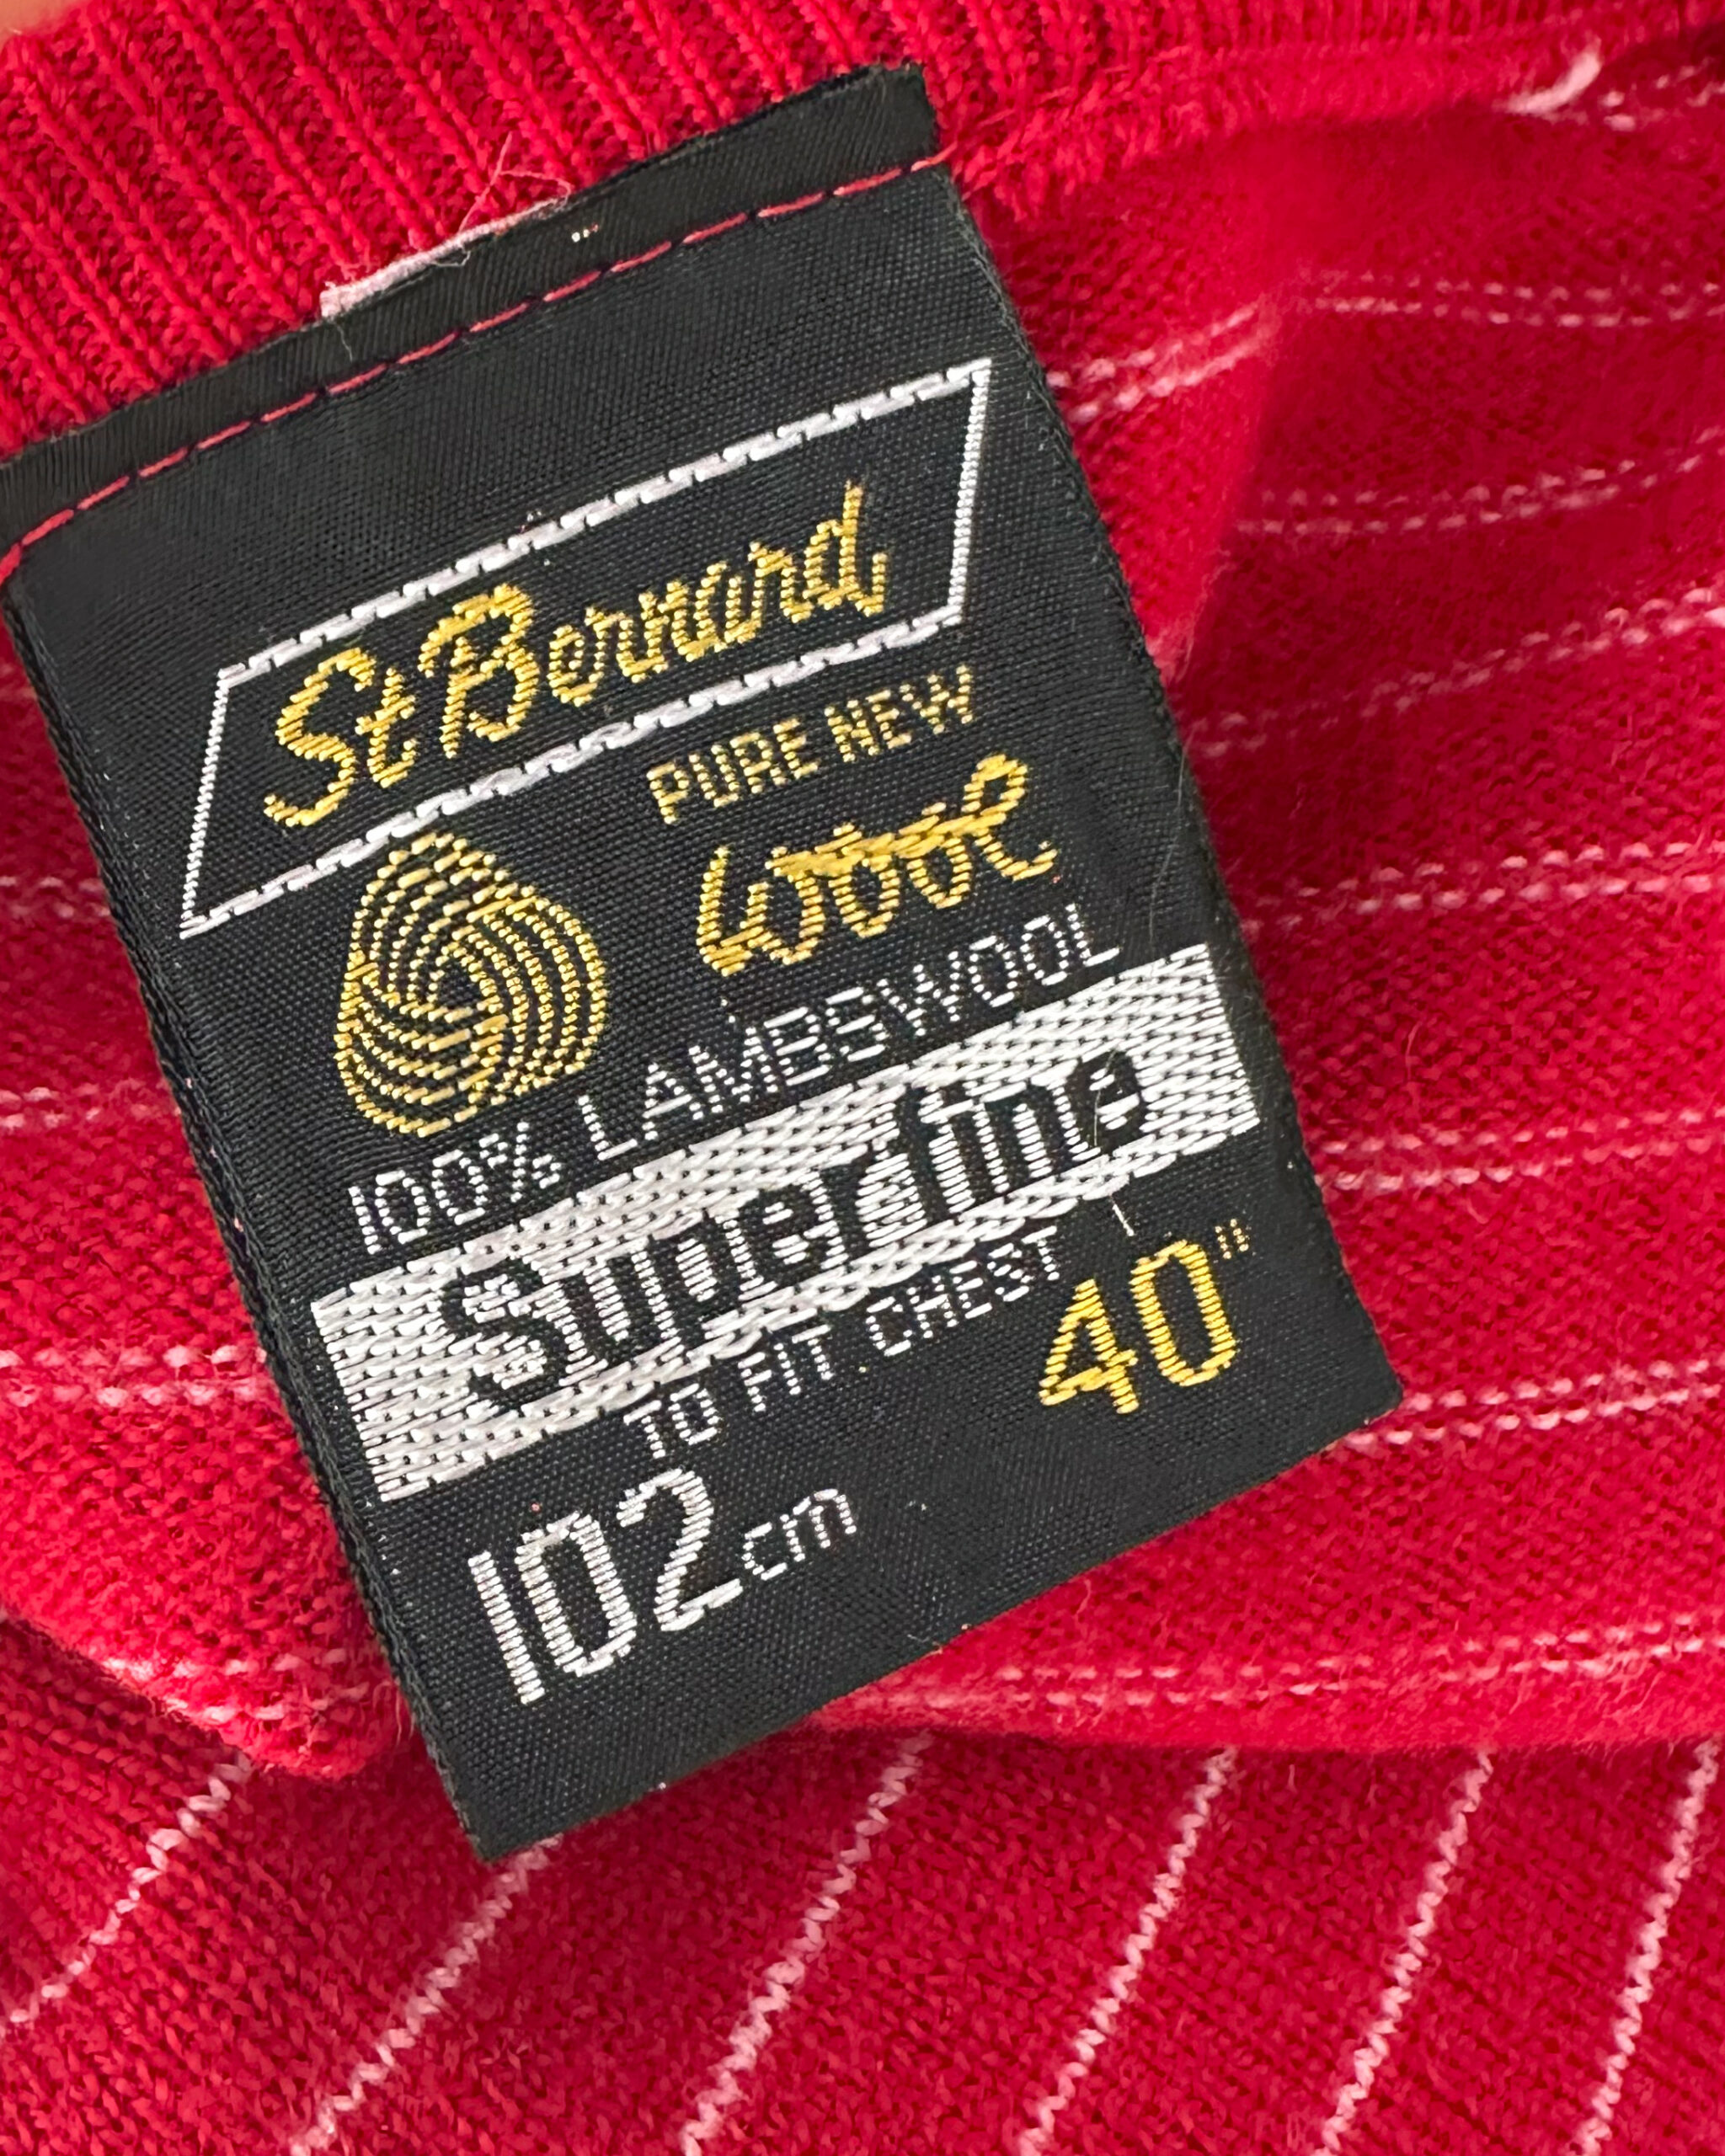 St Bernard
PURE NEW
wool
100% LAMBSWOOL
Superfine
TO FIT CHEST
40"
102cm